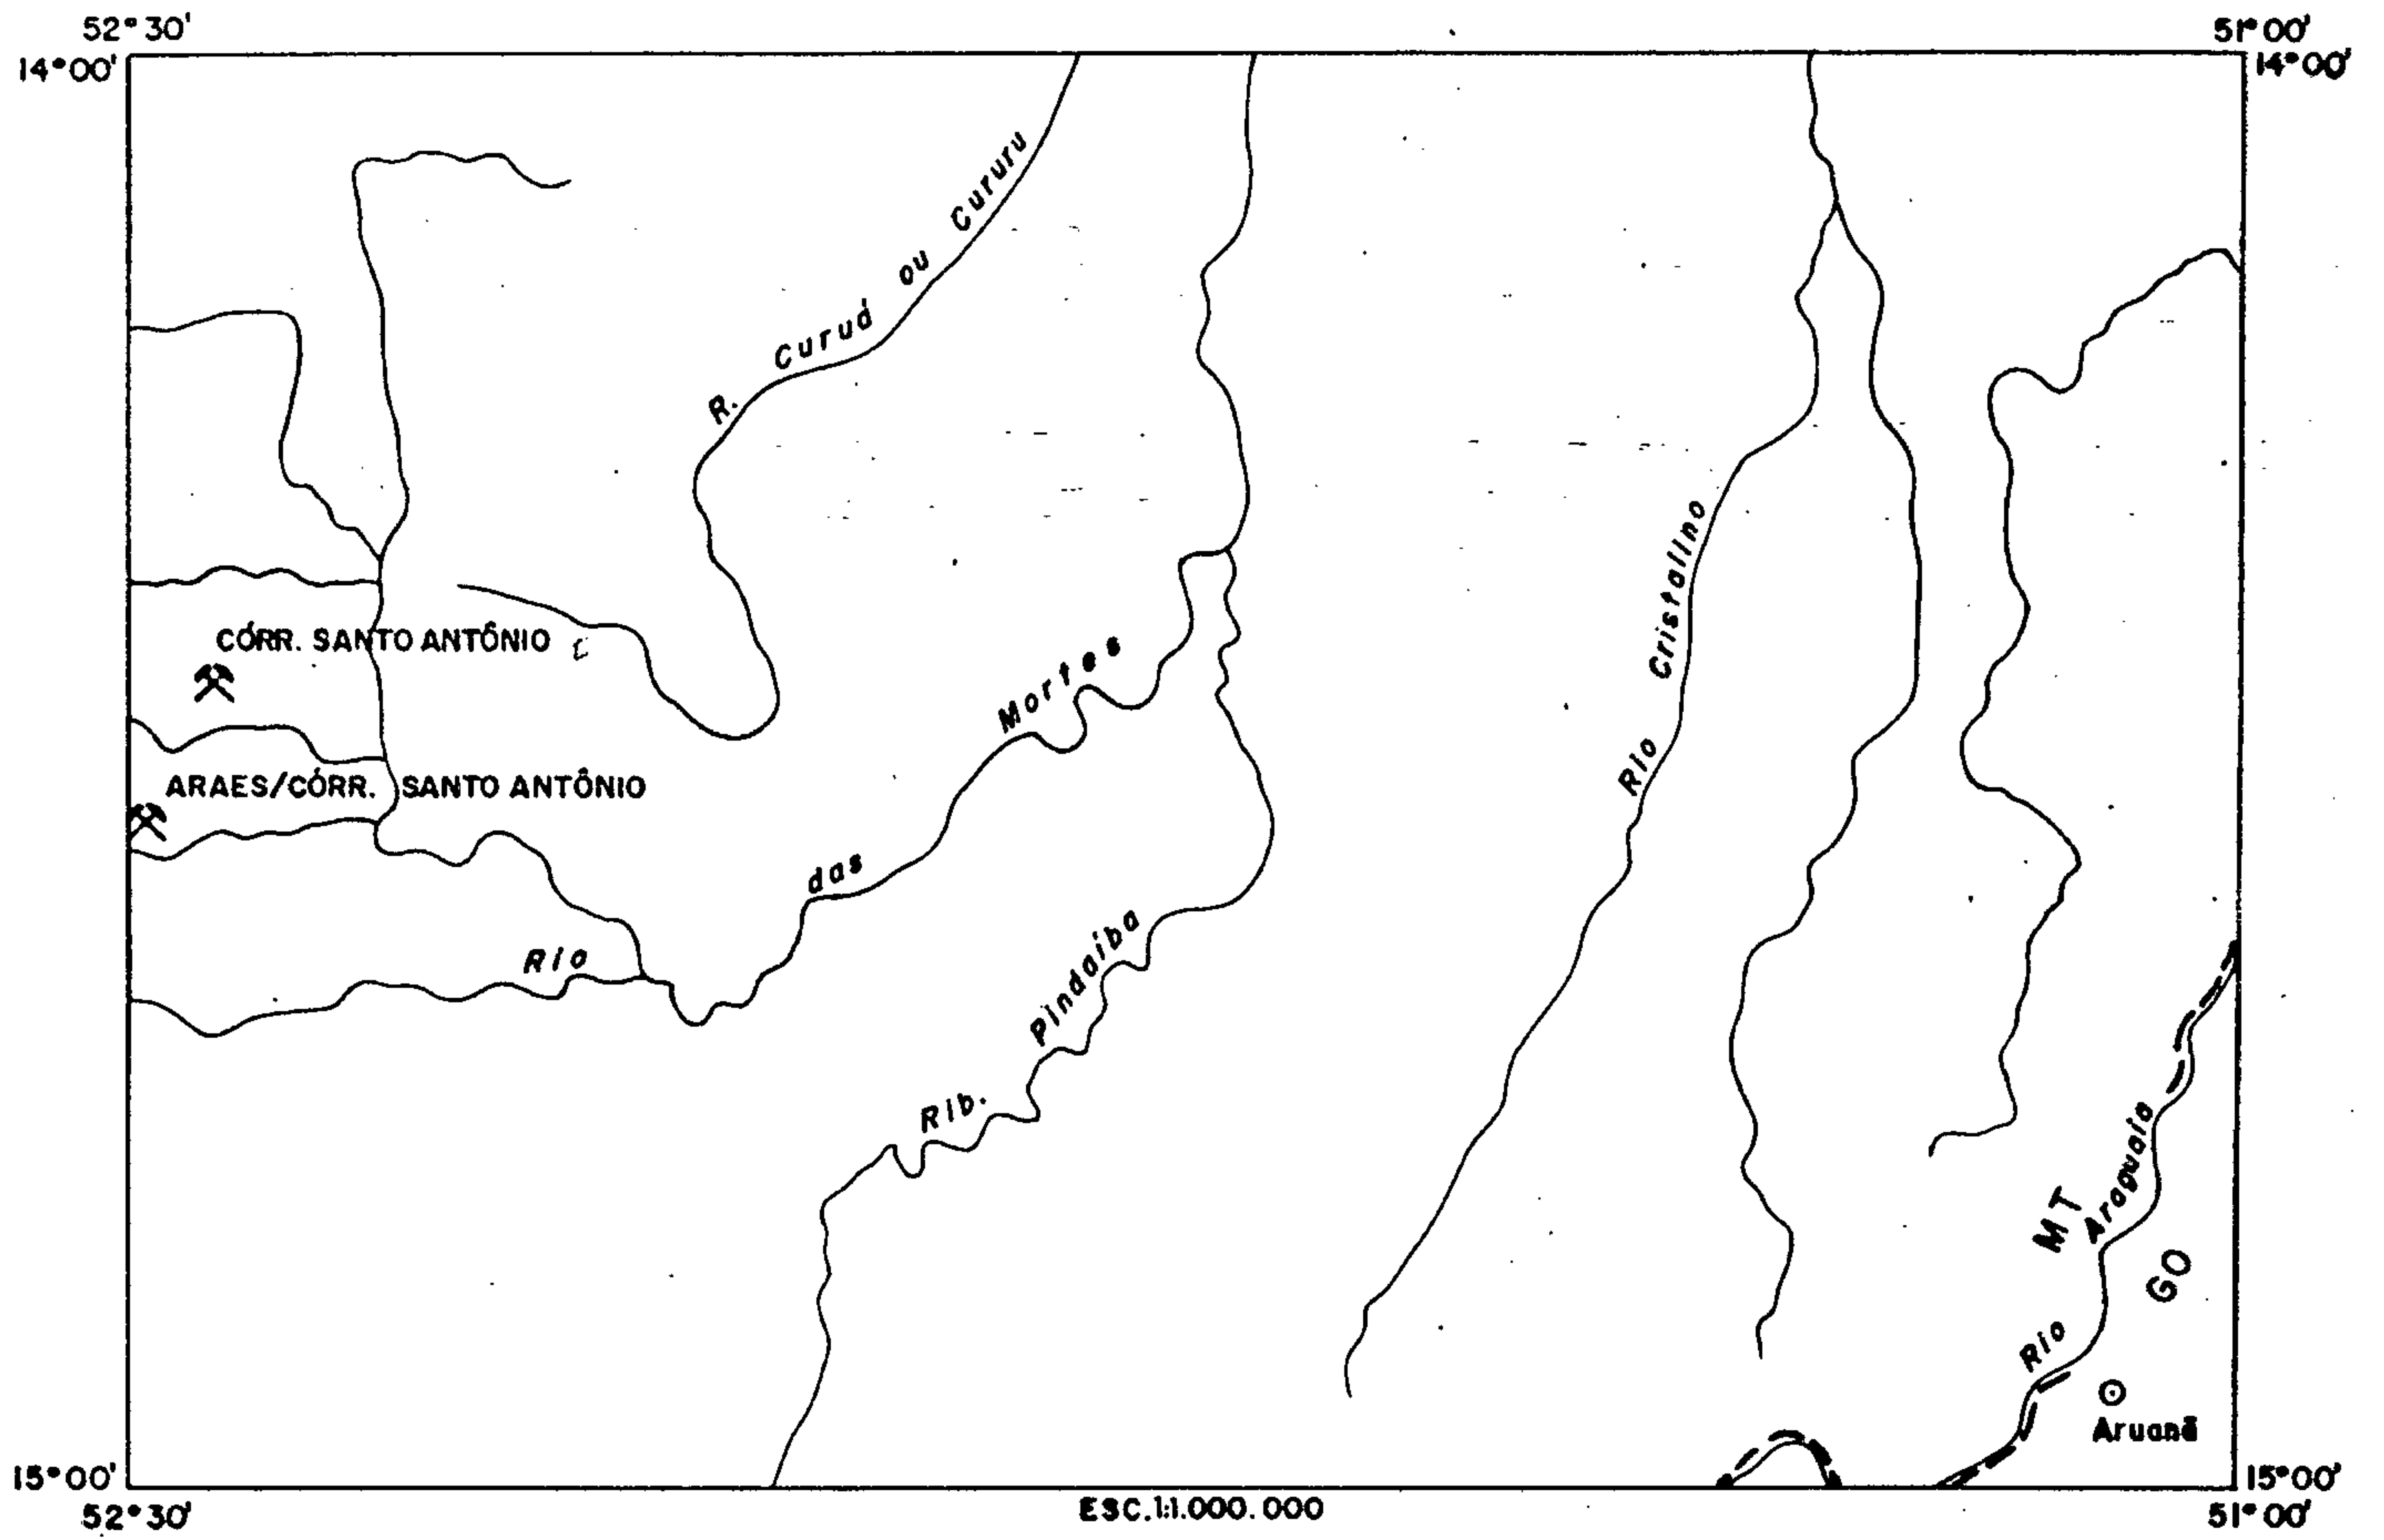 52°30'
51°00'
14°00'
14°00'
R. Curuá ou Cururu
Rio Cristalino
CÓRR. SANTO ANTÔNIO
Rio das Mortes
ARAES/CÓRR. SANTO ANTÔNIO
Rib. Pindaíba
Rio Araguaia
MT
GO
Aruanã
15°00'
15°00'
52°30'
ESC.1:1.000.000
51°00'